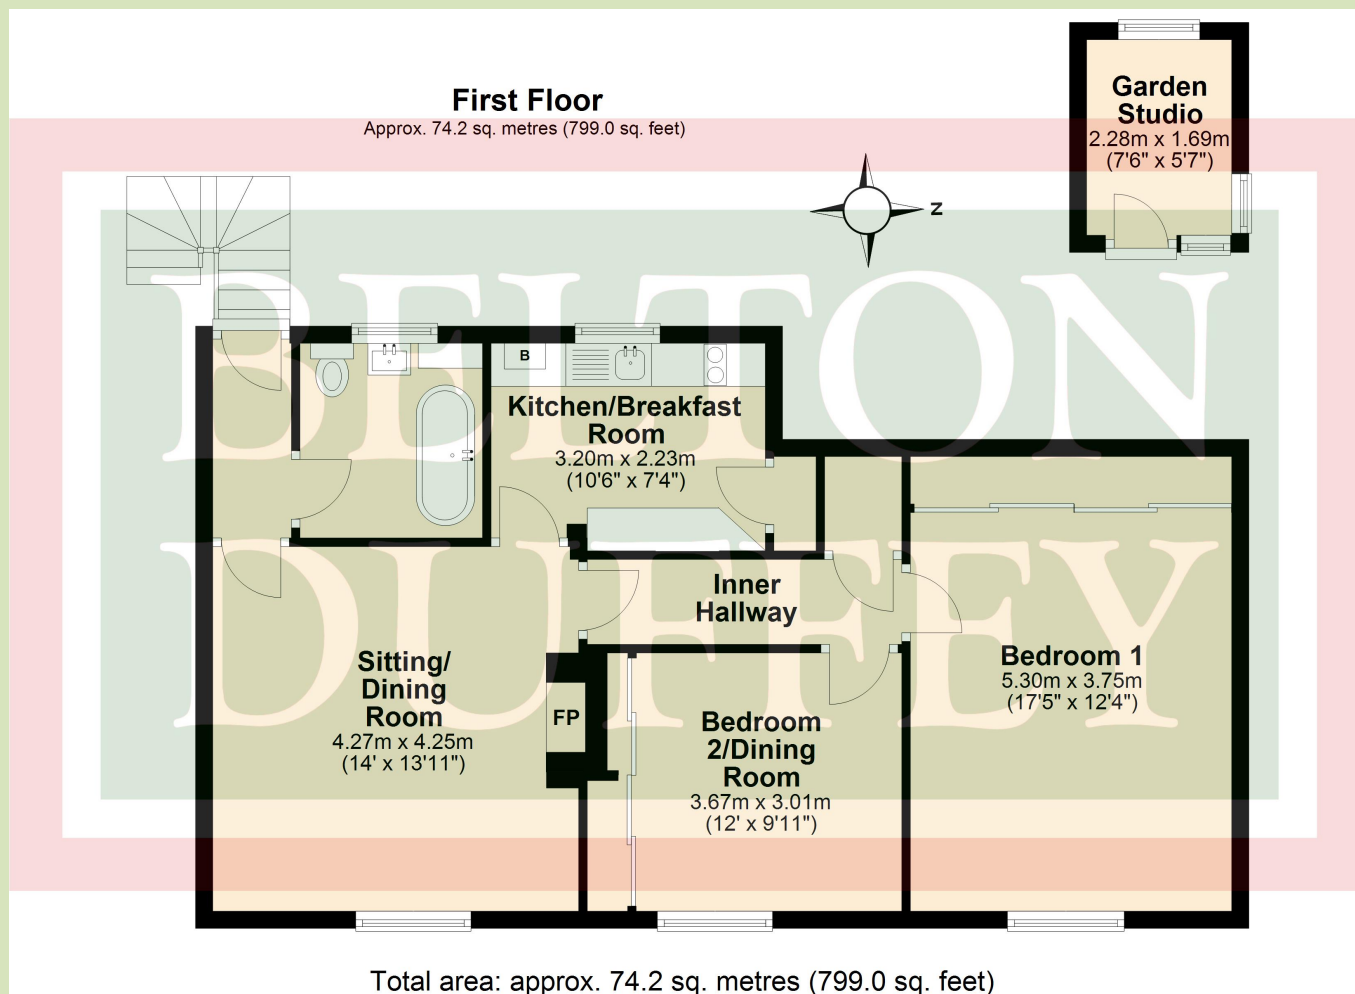 First Floor
Approx. 74.2 sq. metres (799.0 sq. feet)
Garden
Studio
2.28m x 1.69m
(7'6" x 5'7")
N
BELTON
DUFFEY
B
Kitchen/Breakfast
Room
3.20m x 2.23m
(10'6" x 7'4")
Inner
Hallway
Sitting/
Dining
Room
4.27m x 4.25m
(14' x 13'11")
FP
Bedroom
2/Dining
Room
3.67m x 3.01m
(12' x 9'11")
Bedroom 1
5.30m x 3.75m
(17'5" x 12'4")
Total area: approx. 74.2 sq. metres (799.0 sq. feet)